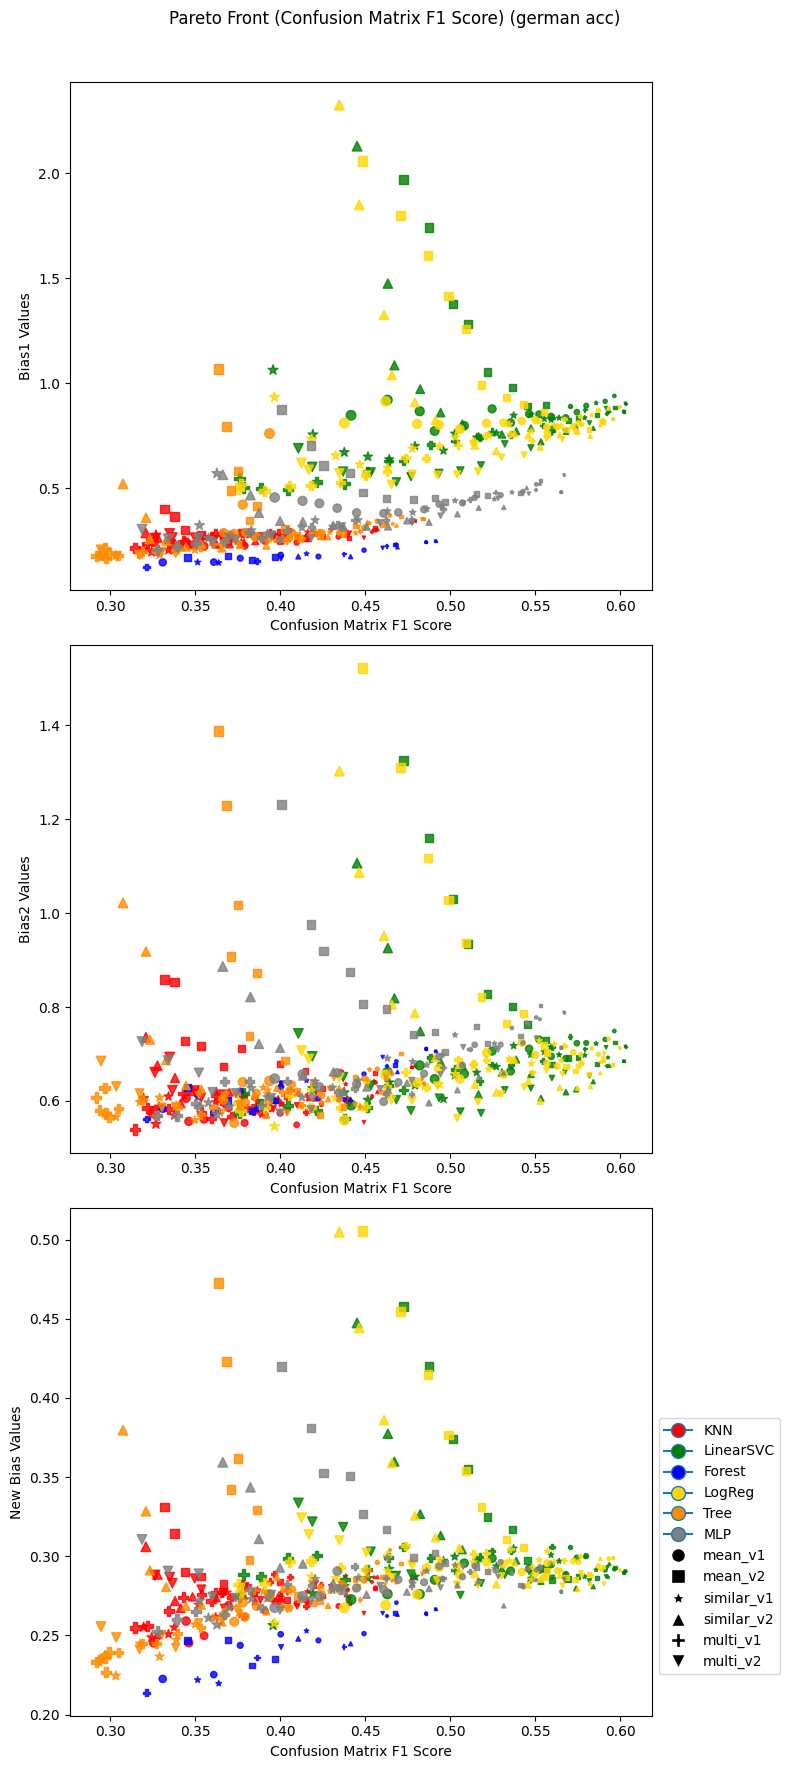 Pareto Front (Confusion Matrix F1 Score) (german acc)
2.0
1.5
1.0
0.5
Bias1 Values
0.30 0.35 0.40 0.45 0.50 0.55 0.60
Confusion Matrix F1 Score
1.4
1.2
1.0
0.8
0.6
Bias2 Values
0.30 0.35 0.40 0.45 0.50 0.55 0.60
Confusion Matrix F1 Score
0.50
0.45
0.40
0.35
0.30
0.25
0.20
New Bias Values
0.30 0.35 0.40 0.45 0.50 0.55 0.60
Confusion Matrix F1 Score
KNN
LinearSVC
Forest
LogReg
Tree
MLP
mean_v1
mean_v2
similar_v1
similar_v2
multi_v1
multi_v2